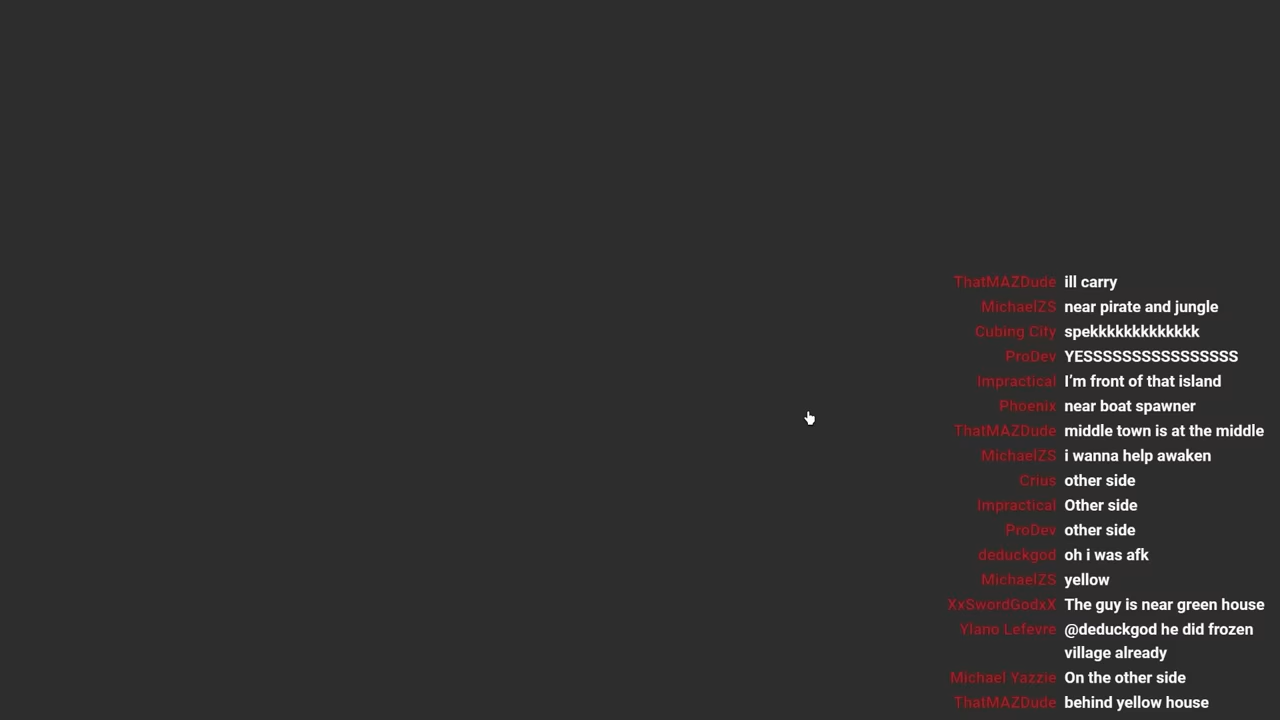 ThatMAZDude ill carry
MichaelZS near pirate and jungle
Cubing City spekkkkkkkkkkkkk
ProDev YESSSSSSSSSSSSSSSS
Impractical I’m front of that island
Phoenix near boat spawner
ThatMAZDude middle town is at the middle
MichaelZS i wanna help awaken
Crius other side
Impractical Other side
ProDev other side
deduckgod oh i was afk
MichaelZS yellow
XxSwordGodxX The guy is near green house
Ylano Lefevre @deduckgod he did frozen
village already
Michael Yazzie On the other side
ThatMAZDude behind yellow house